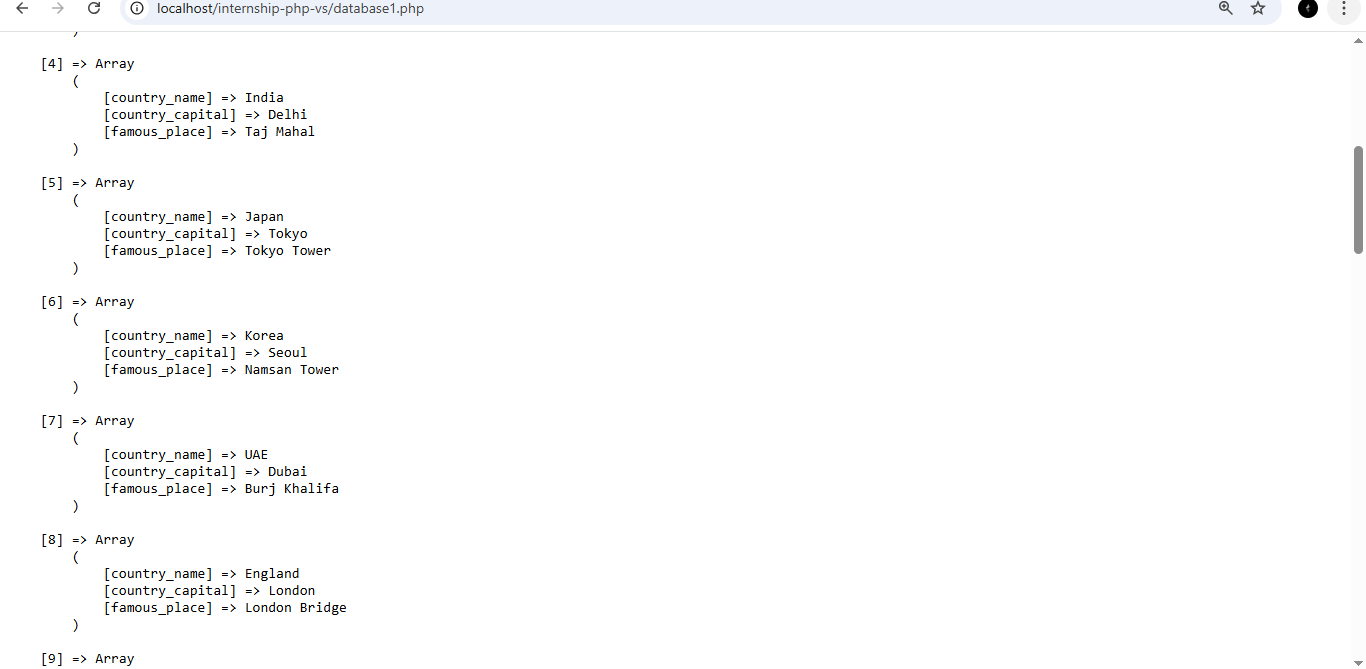 localhost/internship-php-vs/database1.php
)
[4] => Array
(
[country_name] => India
[country_capital] => Delhi
[famous_place] => Taj Mahal
)
[5] => Array
(
[country_name] => Japan
[country_capital] => Tokyo
[famous_place] => Tokyo Tower
)
[6] => Array
(
[country_name] => Korea
[country_capital] => Seoul
[famous_place] => Namsan Tower
)
[7] => Array
(
[country_name] => UAE
[country_capital] => Dubai
[famous_place] => Burj Khalifa
)
[8] => Array
(
[country_name] => England
[country_capital] => London
[famous_place] => London Bridge
)
[9] => Array